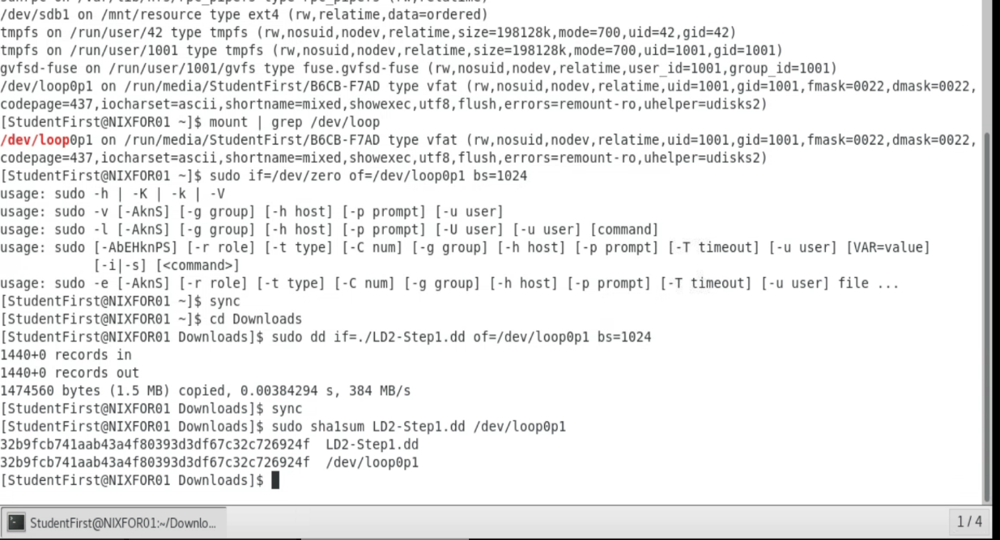 /dev/sdb1 on /mnt/resource type ext4 (rw,relatime,data=ordered)
tmpfs on /run/user/42 type tmpfs (rw,nosuid,nodev,relatime,size=198128k,mode=700,uid=42,gid=42)
tmpfs on /run/user/1001 type tmpfs (rw,nosuid,nodev,relatime,size=198128k,mode=700,uid=1001,gid=1001)
gvfsd-fuse on /run/user/1001/gvfs type fuse.gvfsd-fuse (rw,nosuid,nodev,relatime,user_id=1001,group_id=1001)
/dev/loop0p1 on /run/media/StudentFirst/B6CB-F7AD type vfat (rw,nosuid,nodev,relatime,uid=1001,gid=1001,fmask=0022,dmask=0022,
codepage=437,iocharset=ascii,shortname=mixed,showexec,utf8,flush,errors=remount-ro,uhelper=udisks2)
[StudentFirst@NIXFOR01 ~]$ mount | grep /dev/loop
/dev/loop0p1 on /run/media/StudentFirst/B6CB-F7AD type vfat (rw,nosuid,nodev,relatime,uid=1001,gid=1001,fmask=0022,dmask=0022,
codepage=437,iocharset=ascii,shortname=mixed,showexec,utf8,flush,errors=remount-ro,uhelper=udisks2)
[StudentFirst@NIXFOR01 ~]$ sudo if=/dev/zero of=/dev/loop0p1 bs=1024
usage: sudo -h | -K | -k | -V
usage: sudo -v [-AknS] [-g group] [-h host] [-p prompt] [-u user]
usage: sudo -l [-AknS] [-g group] [-h host] [-p prompt] [-U user] [-u user] [command]
usage: sudo [-AbEHknPS] [-r role] [-t type] [-C num] [-g group] [-h host] [-p prompt] [-T timeout] [-u user] [VAR=value]
[-i|-s] [<command>]
usage: sudo -e [-AknS] [-r role] [-t type] [-C num] [-g group] [-h host] [-p prompt] [-T timeout] [-u user] file ...
[StudentFirst@NIXFOR01 ~]$ sync
[StudentFirst@NIXFOR01 ~]$ cd Downloads
[StudentFirst@NIXFOR01 Downloads]$ sudo dd if=./LD2-Step1.dd of=/dev/loop0p1 bs=1024
1440+0 records in
1440+0 records out
1474560 bytes (1.5 MB) copied, 0.00384294 s, 384 MB/s
[StudentFirst@NIXFOR01 Downloads]$ sync
[StudentFirst@NIXFOR01 Downloads]$ sudo sha1sum LD2-Step1.dd /dev/loop0p1
32b9fcb741aab43a4f80393d3df67c32c726924f  LD2-Step1.dd
32b9fcb741aab43a4f80393d3df67c32c726924f  /dev/loop0p1
[StudentFirst@NIXFOR01 Downloads]$
StudentFirst@NIXFOR01:~/Downlo...
1 / 4